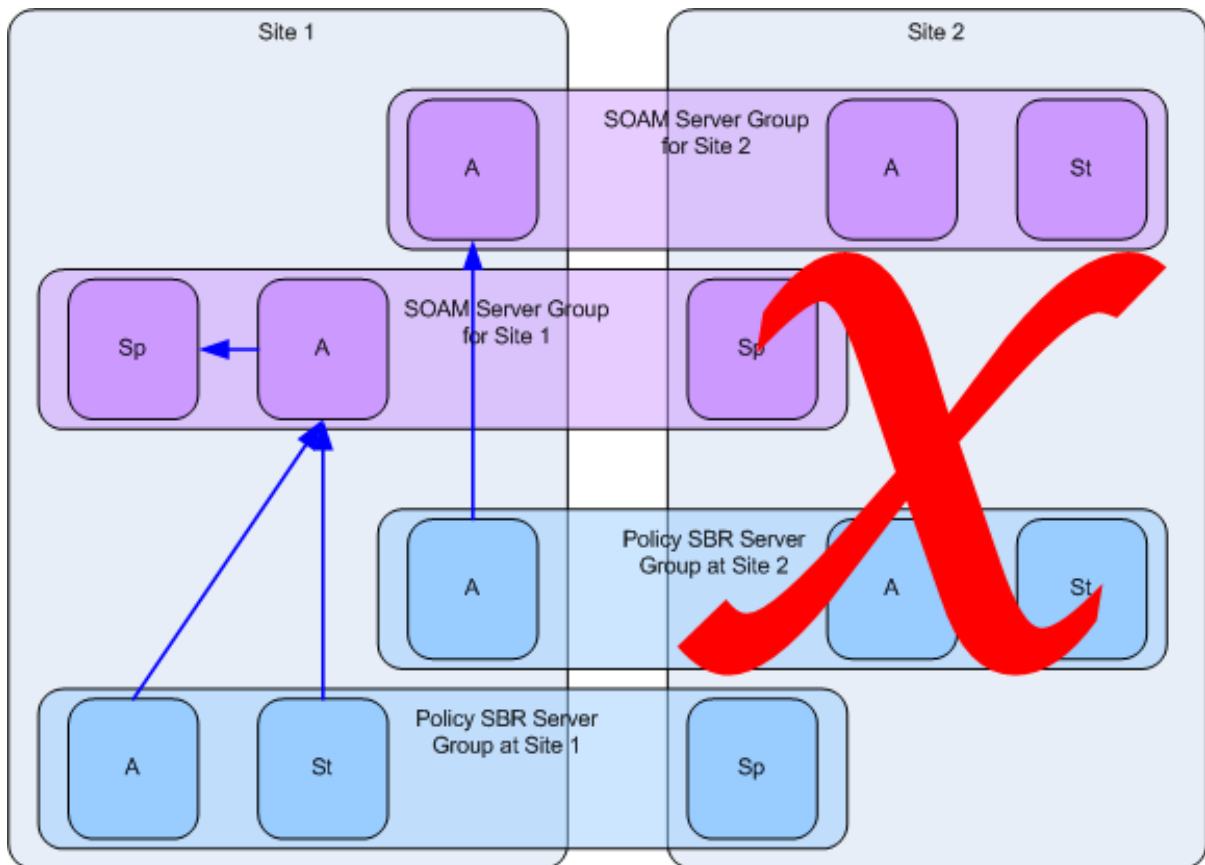 Site 1
Site 2
A
SOAM Server Group
for Site 2
A
St
Sp
A
SOAM Server Group
for Site 1
Sp
A
Policy SBR Server
Group at Site 2
A
St
A
St
Policy SBR Server
Group at Site 1
Sp